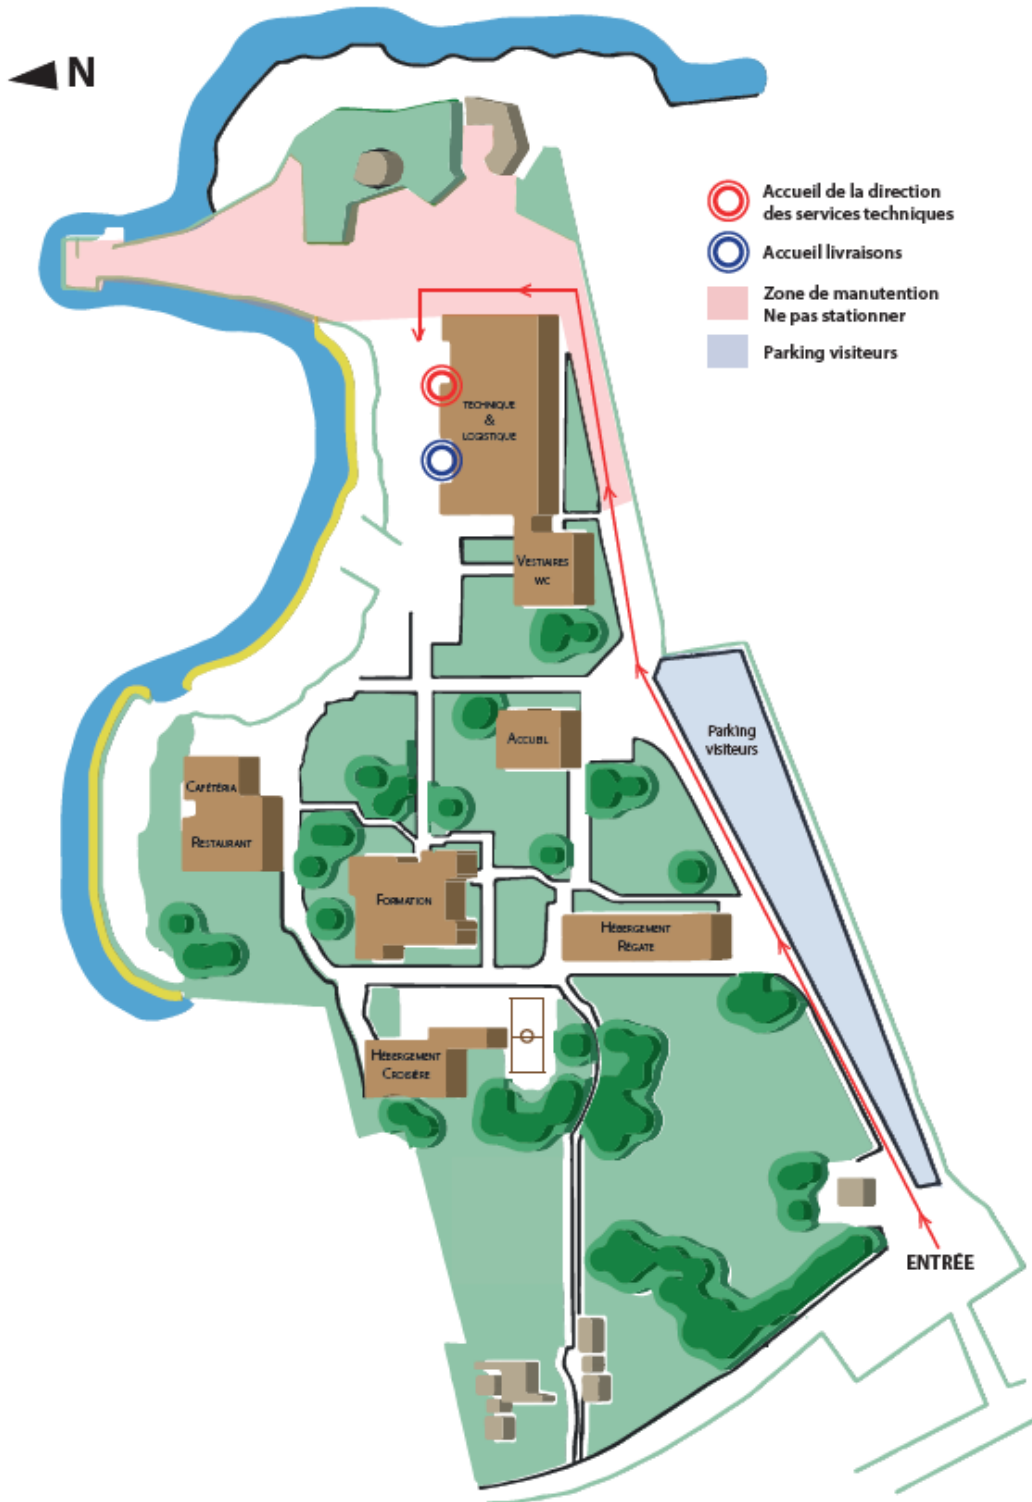 N
Accueil de la direction
des services techniques
Accueil livraisons
Zone de manutention
Ne pas stationner
Parking visiteurs
TECHNIQUE
&
LOGISTIQUE
VESTIAIRES
WC
Parking
visiteurs
ACCUEIL
CAFÉTÉRIA
RESTAURANT
FORMATION
HÉBERGEMENT
RÉGATE
HÉBERGEMENT
CROISIÈRE
ENTRÉE